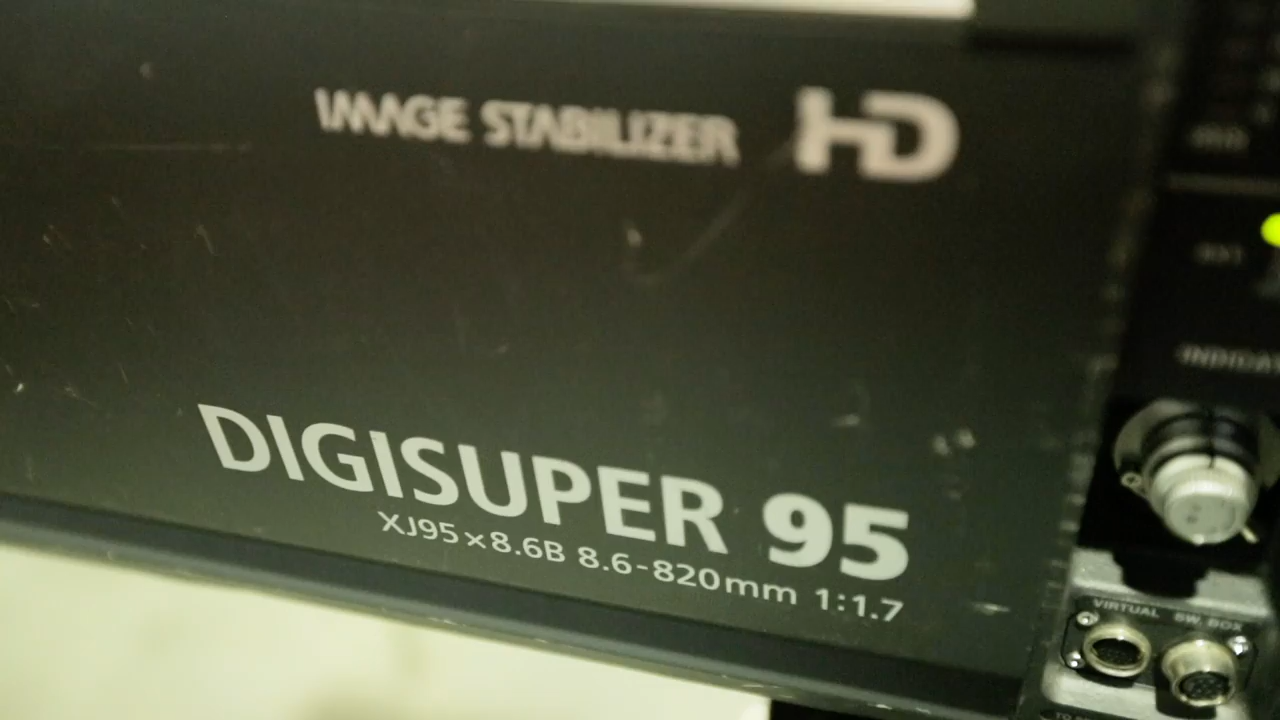 IMAGE STABILIZER HD
DIGISUPER 95
XJ95×8.6B 8.6-820mm 1:1.7
VIRTUAL SW. BOX